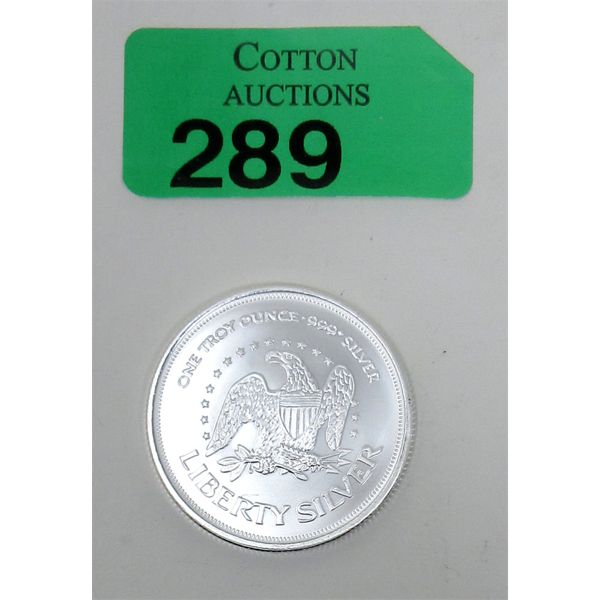 COTTON
AUCTIONS
289
ONE TROY OUNCE · 999+ SILVER
LIBERTY SILVER